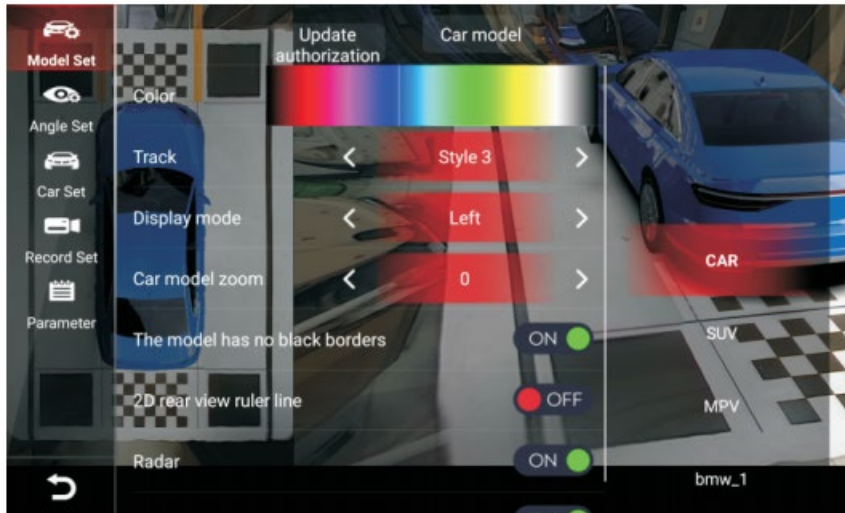 Model Set
Angle Set
Car Set
Record Set
Parameter
Update
authorization
Car model
Color
Track
Style 3
Display mode
Left
Car model zoom
0
The model has no black borders
ON
2D rear view ruler line
OFF
Radar
ON
CAR
SUV
MPV
bmw_1